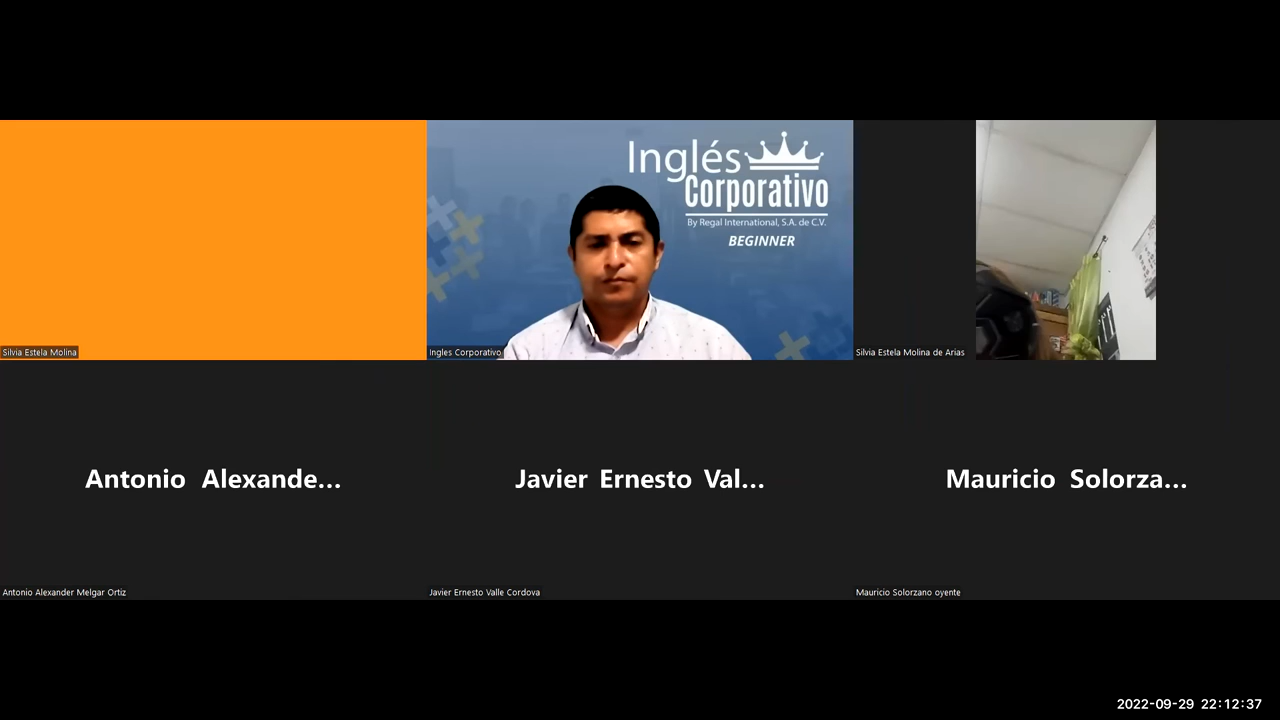 Inglés
Corporativo
By Regal International, S.A. de C.V.
BEGINNER
Silvia Estela Molina
Ingles Corporativo
Silvia Estela Molina de Arias
Antonio Alexande...
Javier Ernesto Val...
Mauricio Solorza...
Antonio Alexander Melgar Ortiz
Javier Ernesto Valle Cordova
Mauricio Solorzano oyente
2022-09-29 22:12:37